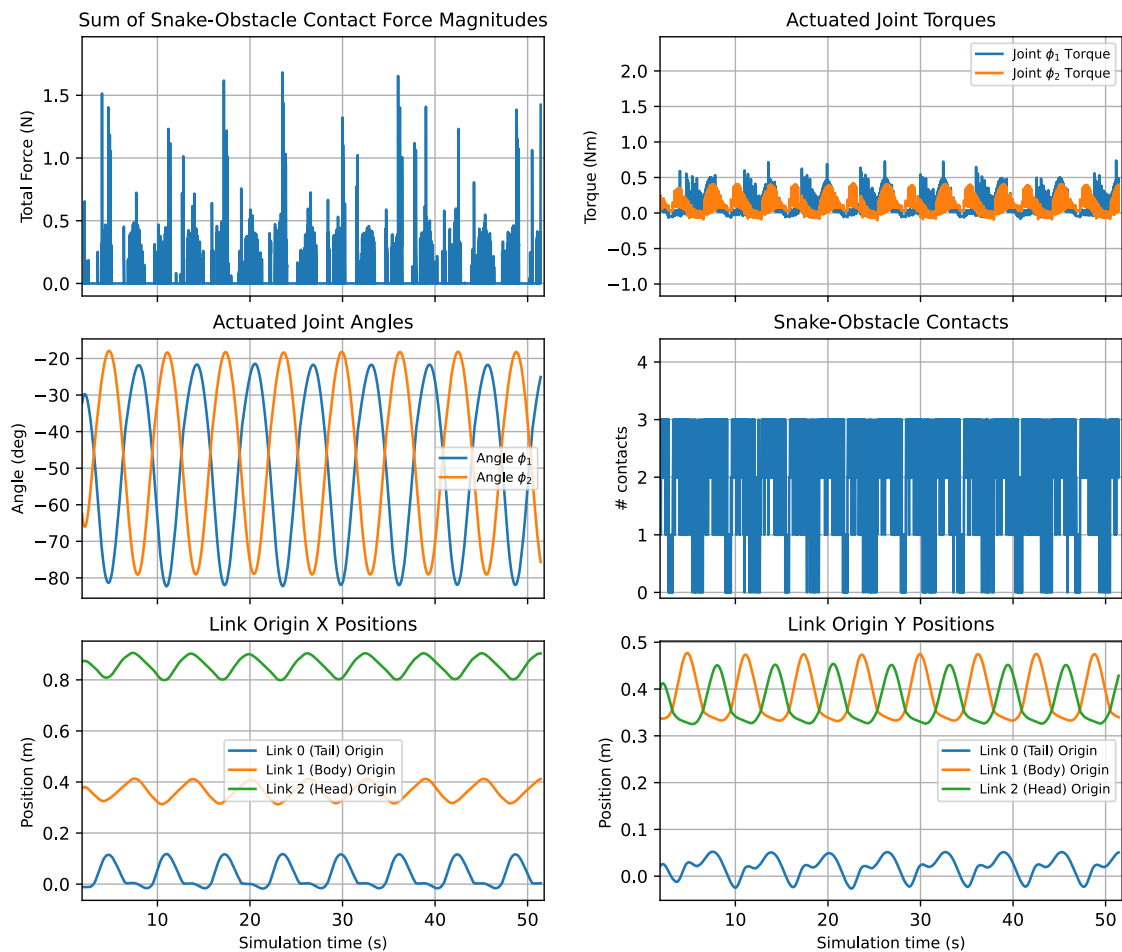 Sum of Snake-Obstacle Contact Force Magnitudes
Total Force (N)
1.5
1.0
0.5
0.0
Actuated Joint Torques
Torque (Nm)
2.0
1.5
1.0
0.5
0.0
−0.5
−1.0
Joint ϕ₁ Torque
Joint ϕ₂ Torque
Actuated Joint Angles
Angle (deg)
−20
−30
−40
−50
−60
−70
−80
Angle ϕ₁
Angle ϕ₂
Snake-Obstacle Contacts
# contacts
4
3
2
1
0
10
20
30
40
50
Link Origin X Positions
Position (m)
0.8
0.6
0.4
0.2
0.0
Link 0 (Tail) Origin
Link 1 (Body) Origin
Link 2 (Head) Origin
10
20
30
40
50
Simulation time (s)
Link Origin Y Positions
Position (m)
0.5
0.4
0.3
0.2
0.1
0.0
Link 0 (Tail) Origin
Link 1 (Body) Origin
Link 2 (Head) Origin
10
20
30
40
50
Simulation time (s)